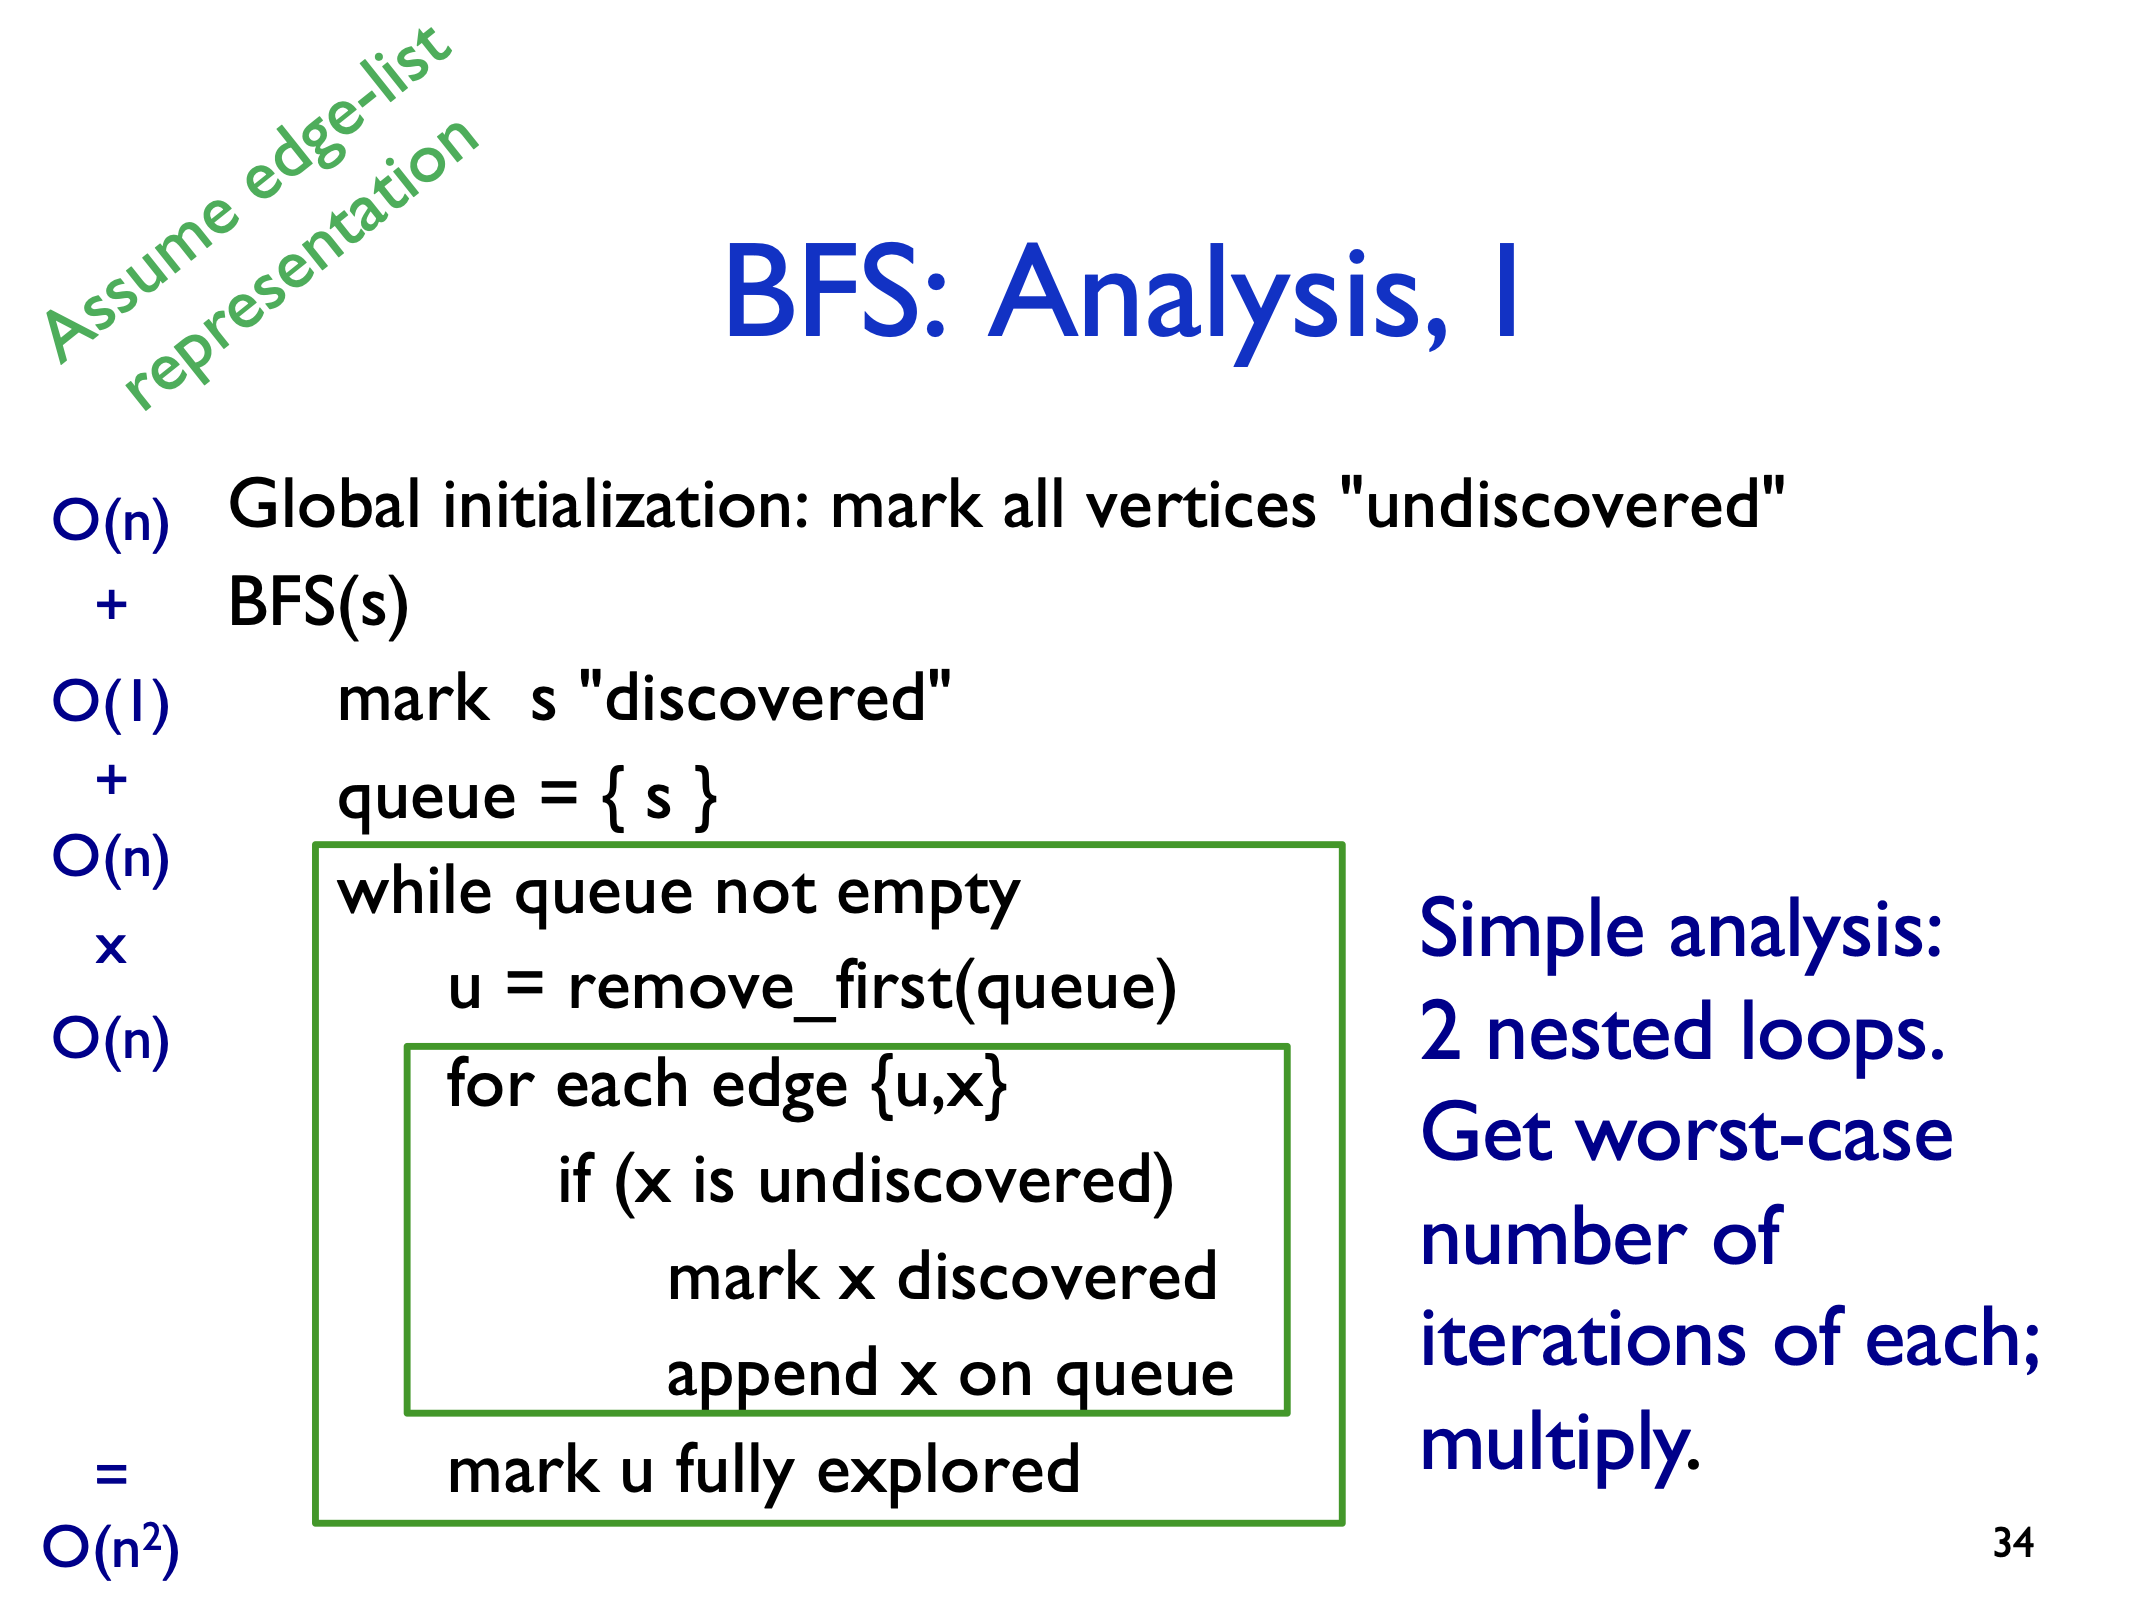 Assume edge-list
representation
BFS: Analysis, I
O(n)
Global initialization: mark all vertices "undiscovered"
+
BFS(s)
O(1)
mark s "discovered"
+
queue = { s }
O(n)
while queue not empty
x
u = remove_first(queue)
O(n)
for each edge {u,x}
if (x is undiscovered)
mark x discovered
append x on queue
mark u fully explored
=
O(n²)
Simple analysis:
2 nested loops.
Get worst-case
number of
iterations of each;
multiply.
34